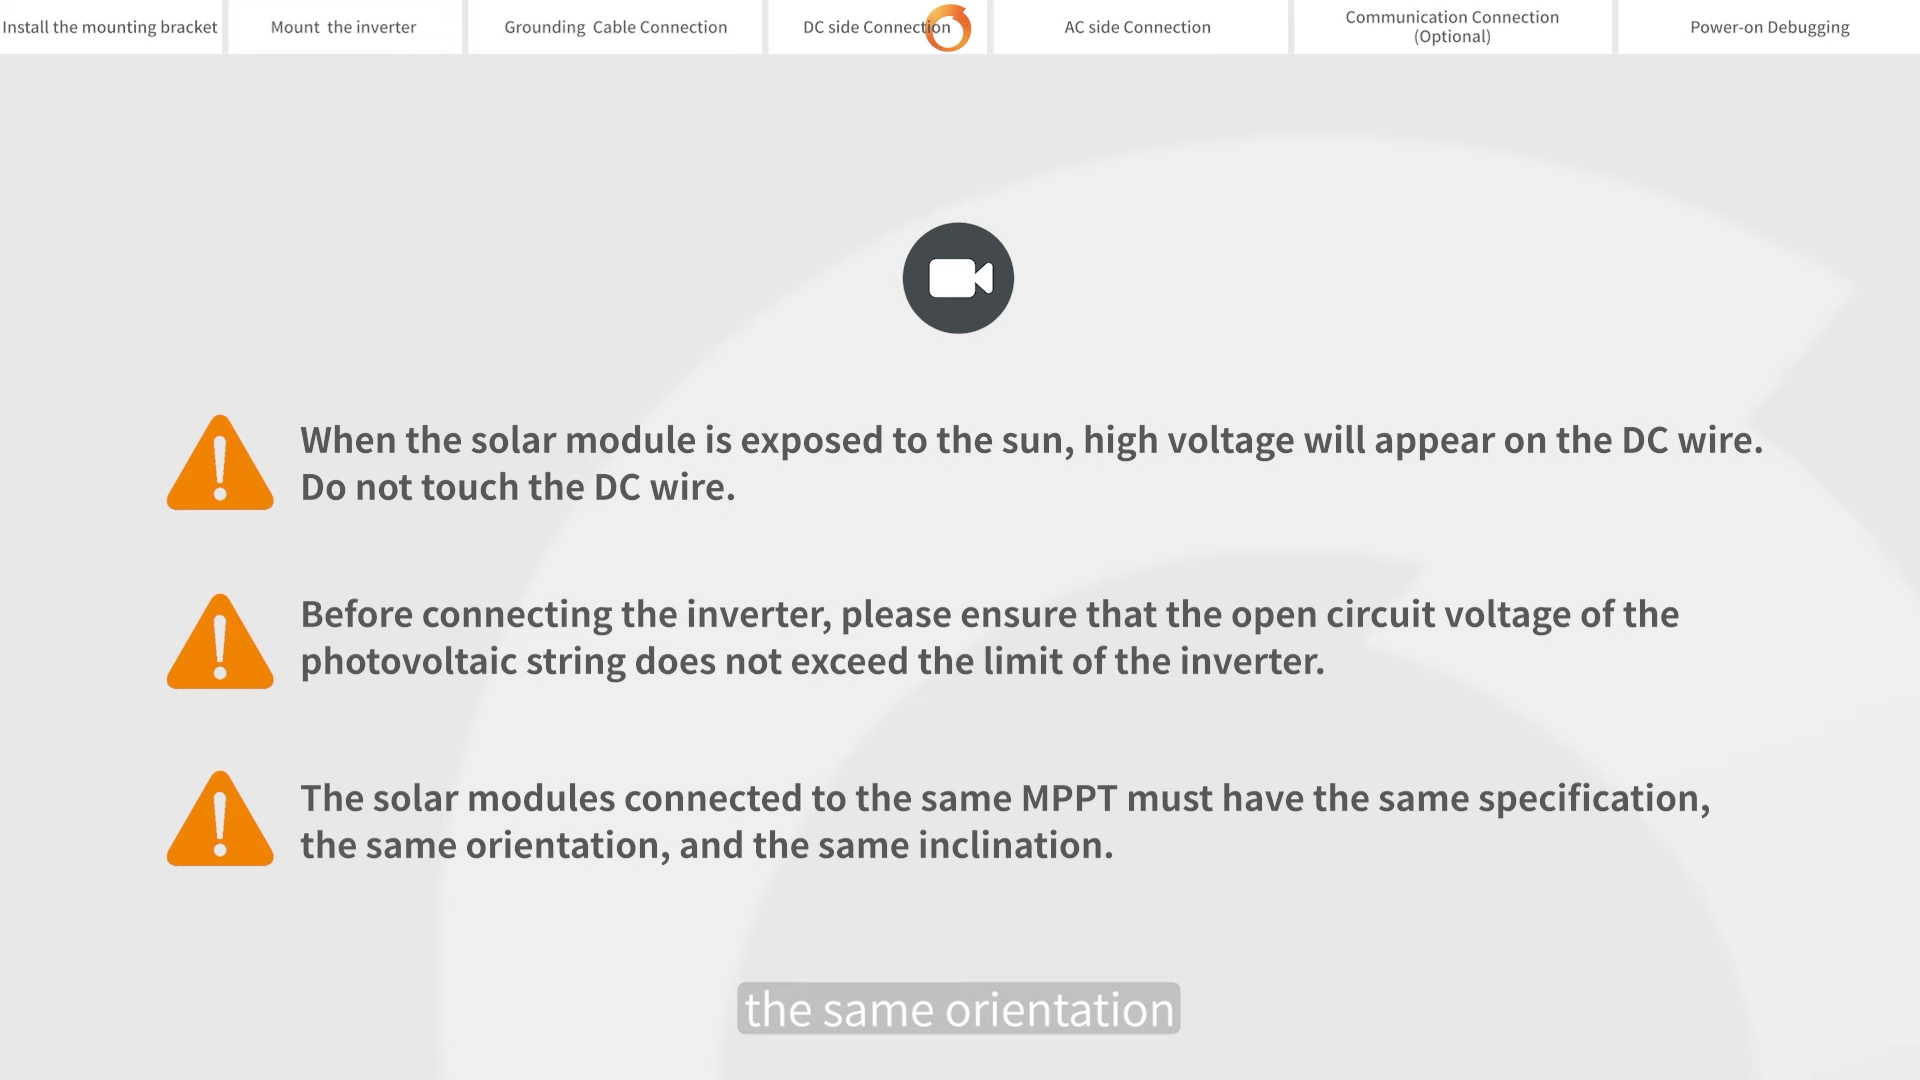 Install the mounting bracket
Mount the inverter
Grounding Cable Connection
DC side Connection
AC side Connection
Communication Connection
(Optional)
Power-on Debugging
When the solar module is exposed to the sun, high voltage will appear on the DC wire.
Do not touch the DC wire.
Before connecting the inverter, please ensure that the open circuit voltage of the
photovoltaic string does not exceed the limit of the inverter.
The solar modules connected to the same MPPT must have the same specification,
the same orientation, and the same inclination.
the same orientation